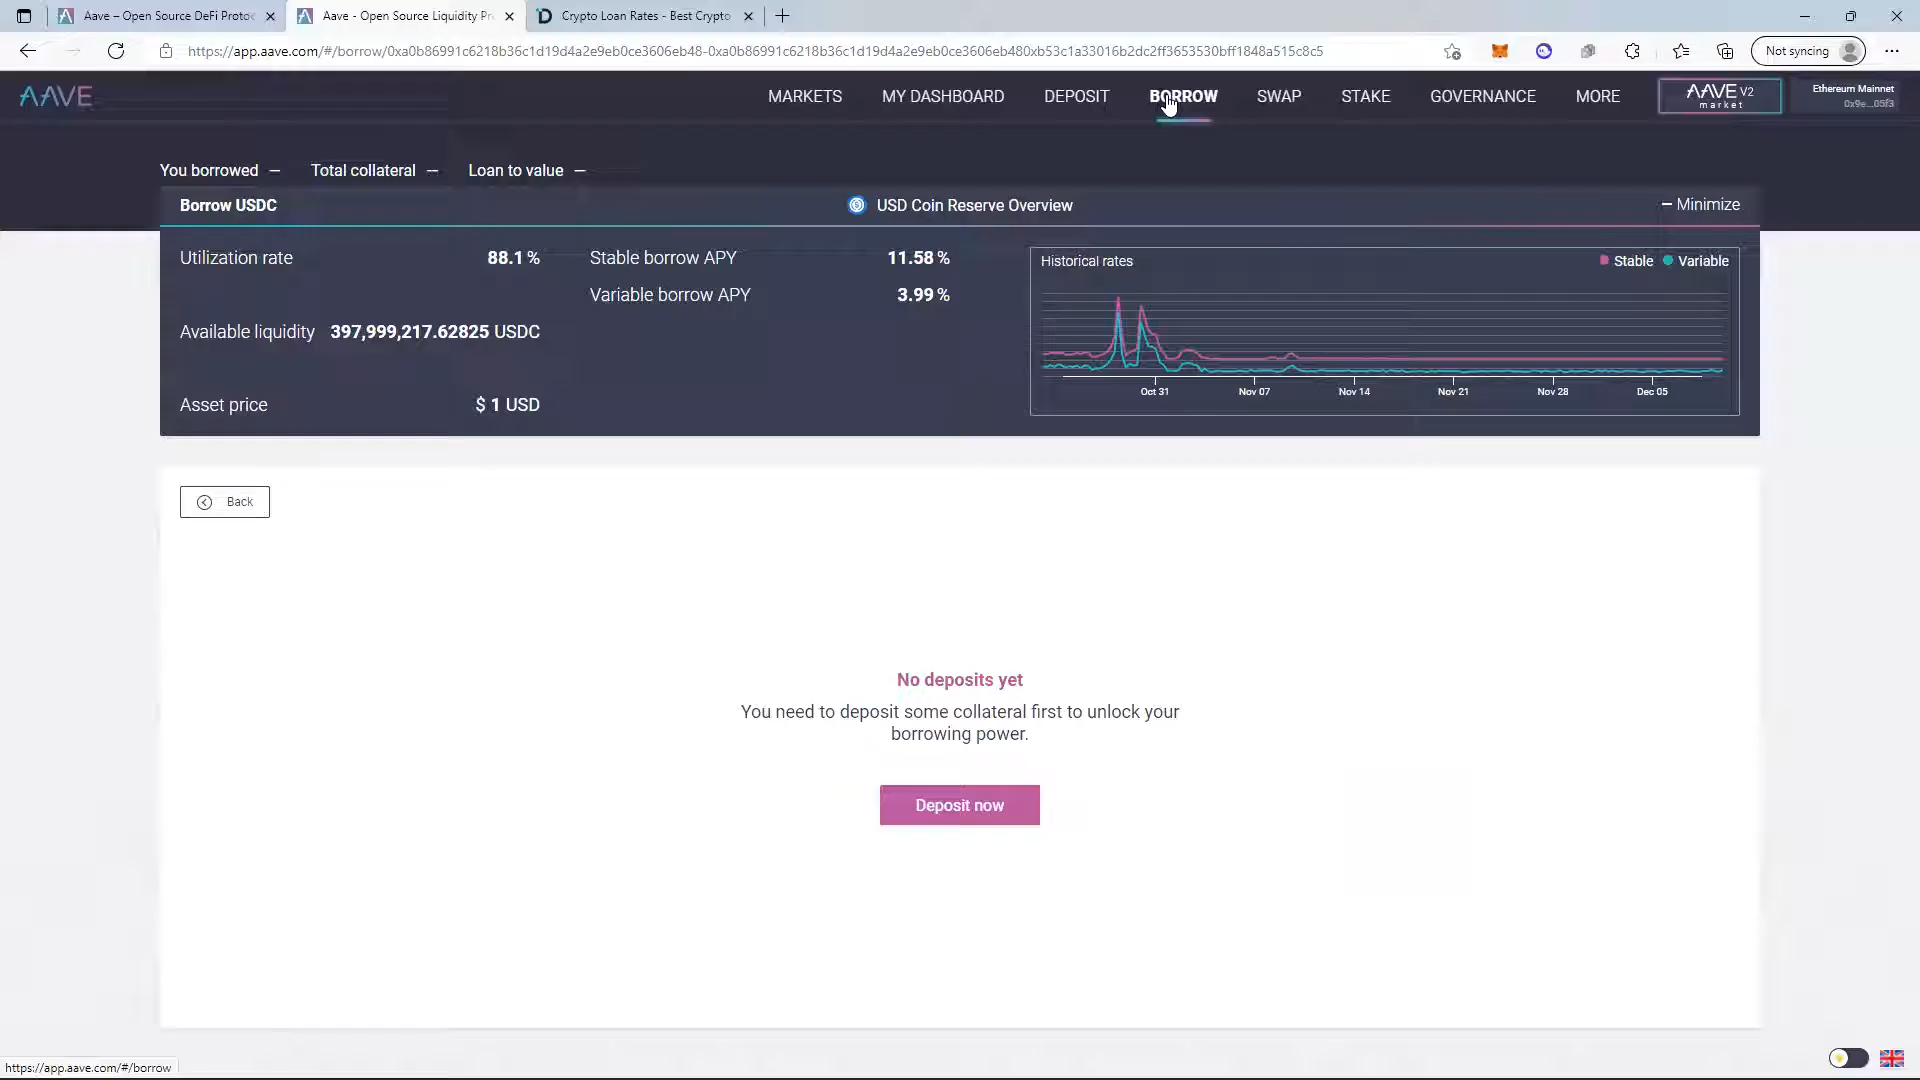 Aave – Open Source DeFi Proto
Aave - Open Source Liquidity Pr
Crypto Loan Rates - Best Crypto
https://app.aave.com/#/borrow/0xa0b86991c6218b36c1d19d4a2e9eb0ce3606eb48-0xa0b86991c6218b36c1d19d4a2e9eb0ce3606eb480xb53c1a33016b2dc2ff3653530bff1848a515c8c5
Not syncing
AAVE
MARKETS
MY DASHBOARD
DEPOSIT
BORROW
SWAP
STAKE
GOVERNANCE
MORE
AAVE V2
market
Ethereum Mainnet
0x9e...05f3
You borrowed –
Total collateral –
Loan to value –
Borrow USDC
USD Coin Reserve Overview
– Minimize
Utilization rate 88.1 %
Stable borrow APY 11.58 %
Variable borrow APY 3.99 %
Available liquidity 397,999,217.62825 USDC
Asset price $ 1 USD
Historical rates
Stable Variable
Oct 31 Nov 07 Nov 14 Nov 21 Nov 28 Dec 05
Back
No deposits yet
You need to deposit some collateral first to unlock your
borrowing power.
Deposit now
https://app.aave.com/#/borrow